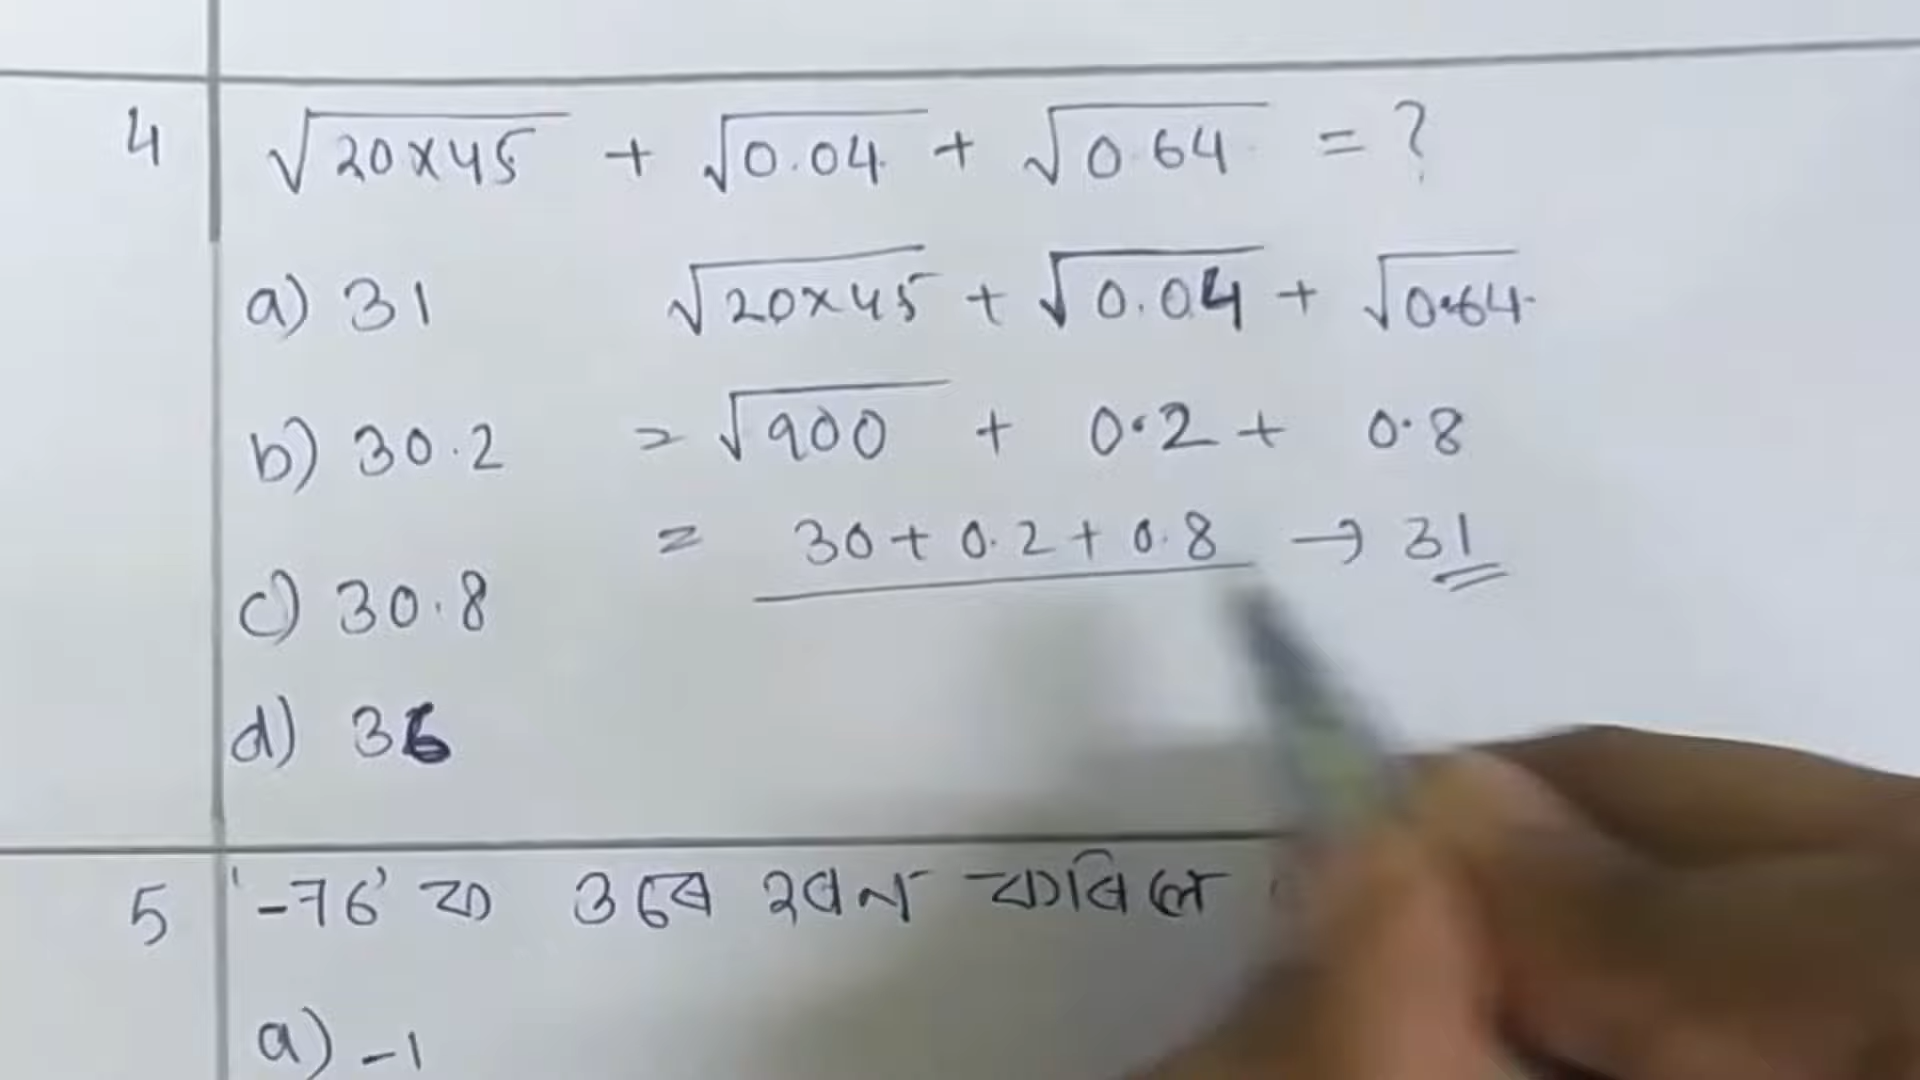 4 √20×45 + √0.04 + √0.64 = ?
a) 31
√20×45 + √0.04 + √0.64
b) 30.2
= √900 + 0.2 + 0.8
= 30 + 0.2 + 0.8 → 31
c) 30.8
d) 36
5 '-76' ক
a) -1